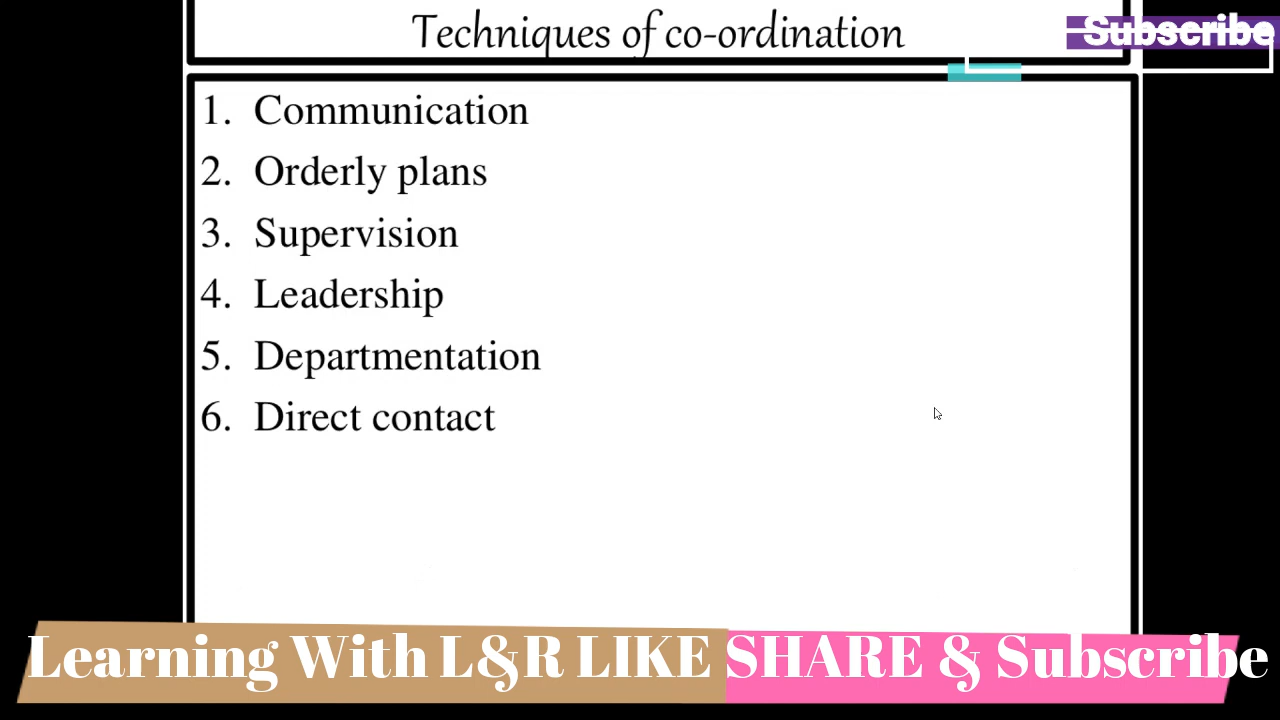 Techniques of co-ordination
Subscribe
1. Communication
2. Orderly plans
3. Supervision
4. Leadership
5. Departmentation
6. Direct contact
Learning With L&R LIKE SHARE & Subscribe